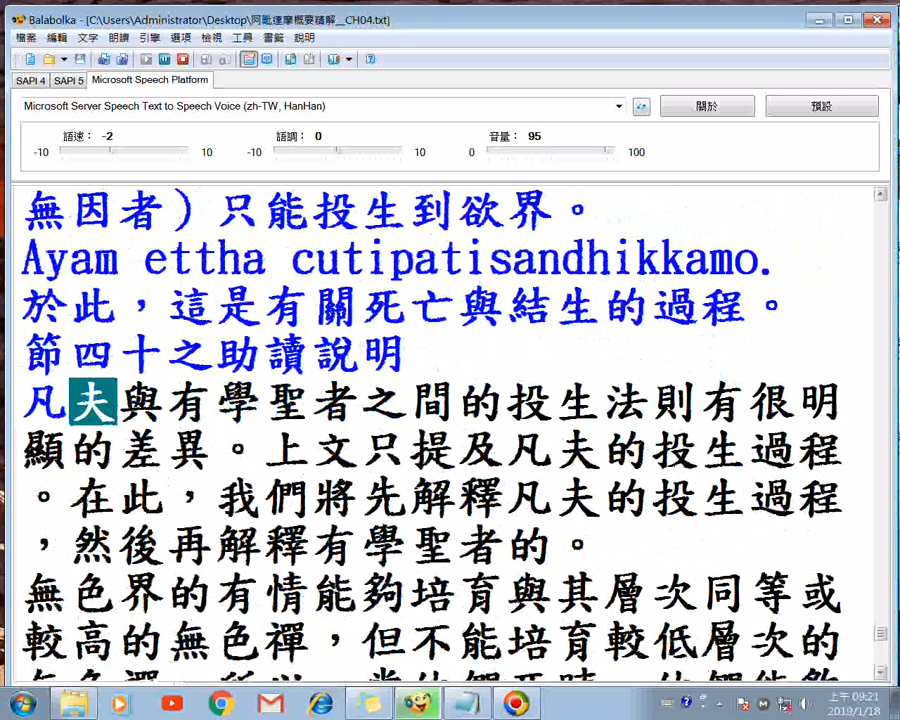 Balabolka - [C:\Users\Administrator\Desktop\阿毗達摩概要精解__CH04.txt]
檔案 編輯 文字 朗讀 引擎 選項 檢視 工具 書籤 說明
SAPI 4 SAPI 5 Microsoft Speech Platform
Microsoft Server Speech Text to Speech Voice (zh-TW, HanHan) 關於 預設
語速： -2 語調： 0 音量： 95
-10 10 -10 10 0 100
無因者）只能投生到欲界。
Ayam ettha cutipatisandhikkamo.
於此，這是有關死亡與結生的過程。
節四十之助讀說明
凡夫與有學聖者之間的投生法則有很明
顯的差異。上文只提及凡夫的投生過程
。在此，我們將先解釋凡夫的投生過程
，然後再解釋有學聖者的。
無色界的有情能夠培育與其層次同等或
較高的無色禪，但不能培育較低層次的
上午 09:21
2019/1/18